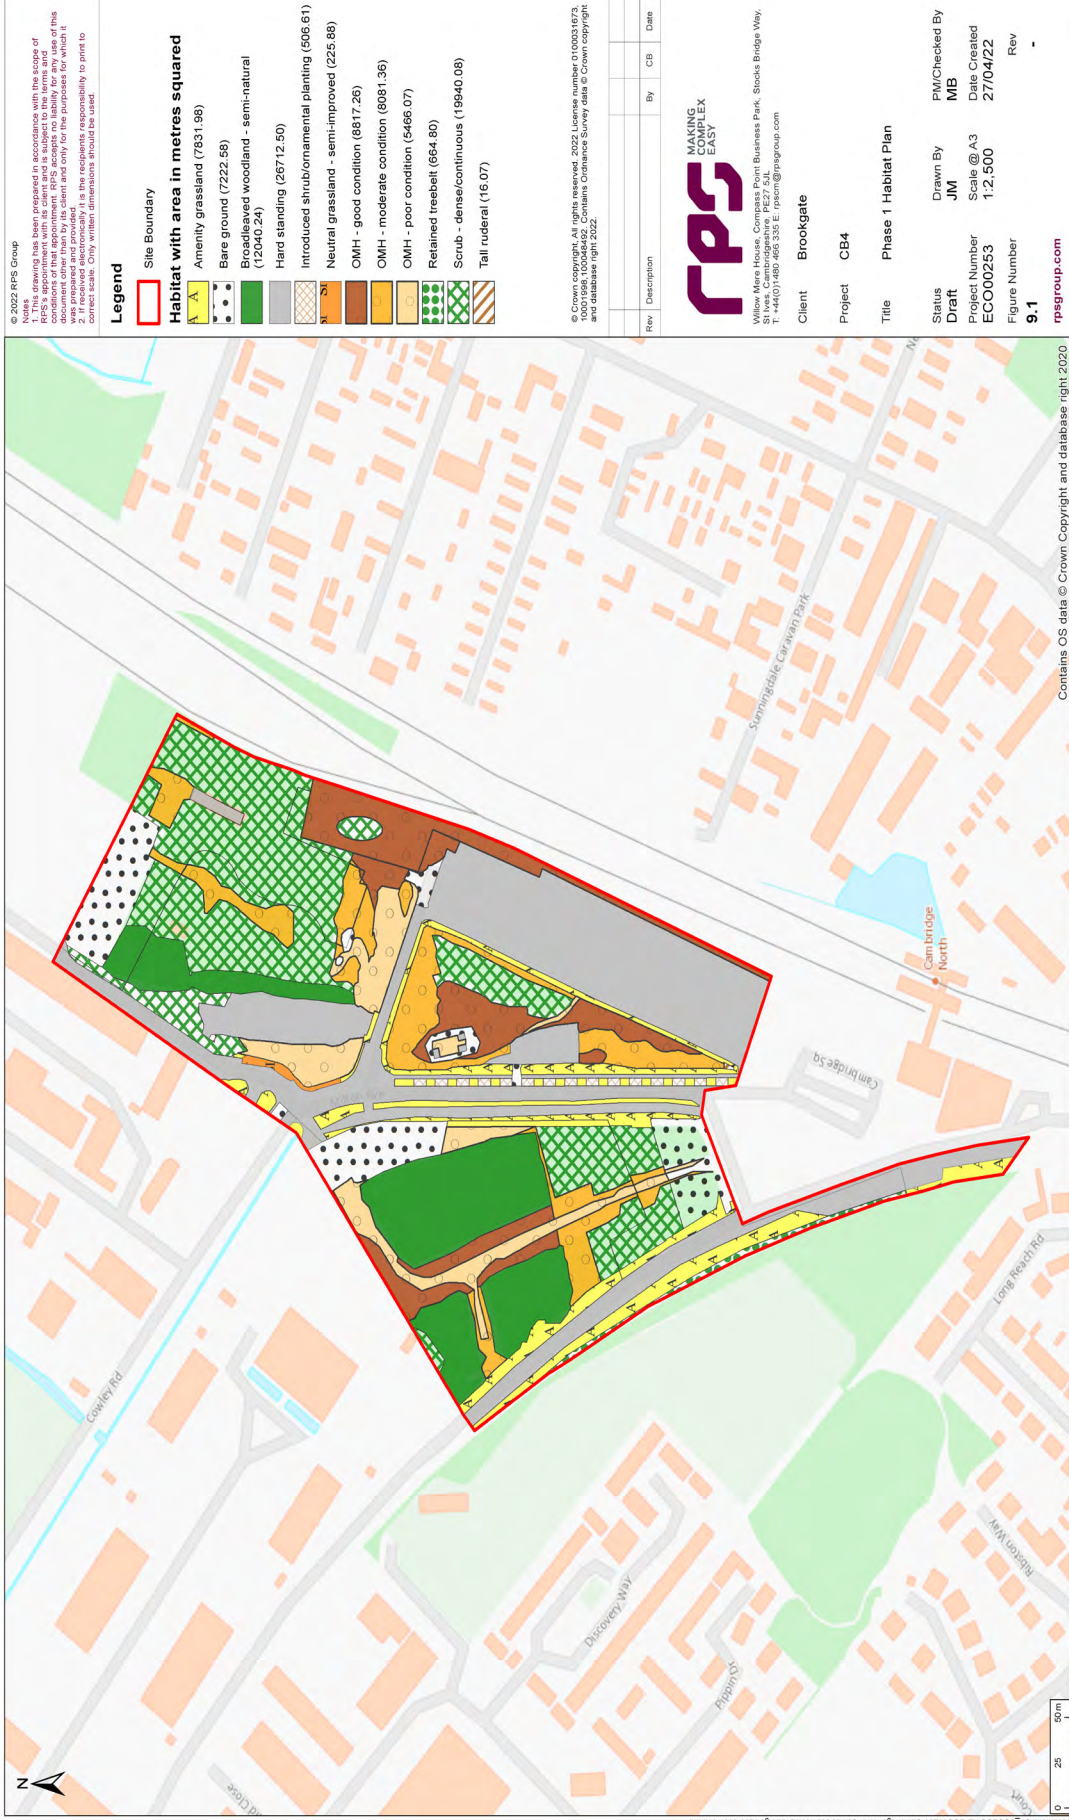 © 2022 RPS Group
Notes
1. This drawing has been prepared in accordance with the scope of
RPS's appointment with its client and is subject to the terms and
conditions of that appointment. RPS accepts no liability for any use of this
document other than by its client and only for the purposes for which it
was prepared and provided.
2. If received electronically it is the recipients responsibility to print to
correct scale. Only written dimensions should be used.
Legend
Site Boundary
Habitat with area in metres squared
A A Amenity grassland (7831.98)
Bare ground (7222.58)
Broadleaved woodland - semi-natural
(12040.24)
Hard standing (26712.50)
Introduced shrub/ornamental planting (506.61)
SI SI Neutral grassland - semi-improved (225.88)
OMH - good condition (8817.26)
OMH - moderate condition (8081.36)
OMH - poor condition (5466.07)
Retained treebelt (664.80)
Scrub - dense/continuous (19940.08)
Tall ruderal (16.07)
© Crown copyright, All rights reserved. 2022 License number 0100031673,
10001998,100048492. Contains Ordnance Survey data © Crown copyright
and database right 2022.
Rev Description By CB Date
rps
MAKING
COMPLEX
EASY
Willow Mere House, Compass Point Business Park, Stocks Bridge Way,
St Ives, Cambridgeshire, PE27 5JL
T: +44(0)1480 466 335 E: rpscm@rpsgroup.com
Client Brookgate
Project CB4
Title Phase 1 Habitat Plan
Status Drawn By PM/Checked By
Draft JM MB
Project Number Scale @ A3 Date Created
ECO00253 1:2,500 27/04/22
Figure Number Rev
9.1 -
rpsgroup.com
N
Cowley Rd
Sunningdale Caravan Park
Cambridge
North
Cambridge Sq
Long Reach Rd
Ribston Way
Discovery Way
Pippin Dr
0 25 50 m
Contains OS data © Crown Copyright and database right 2020